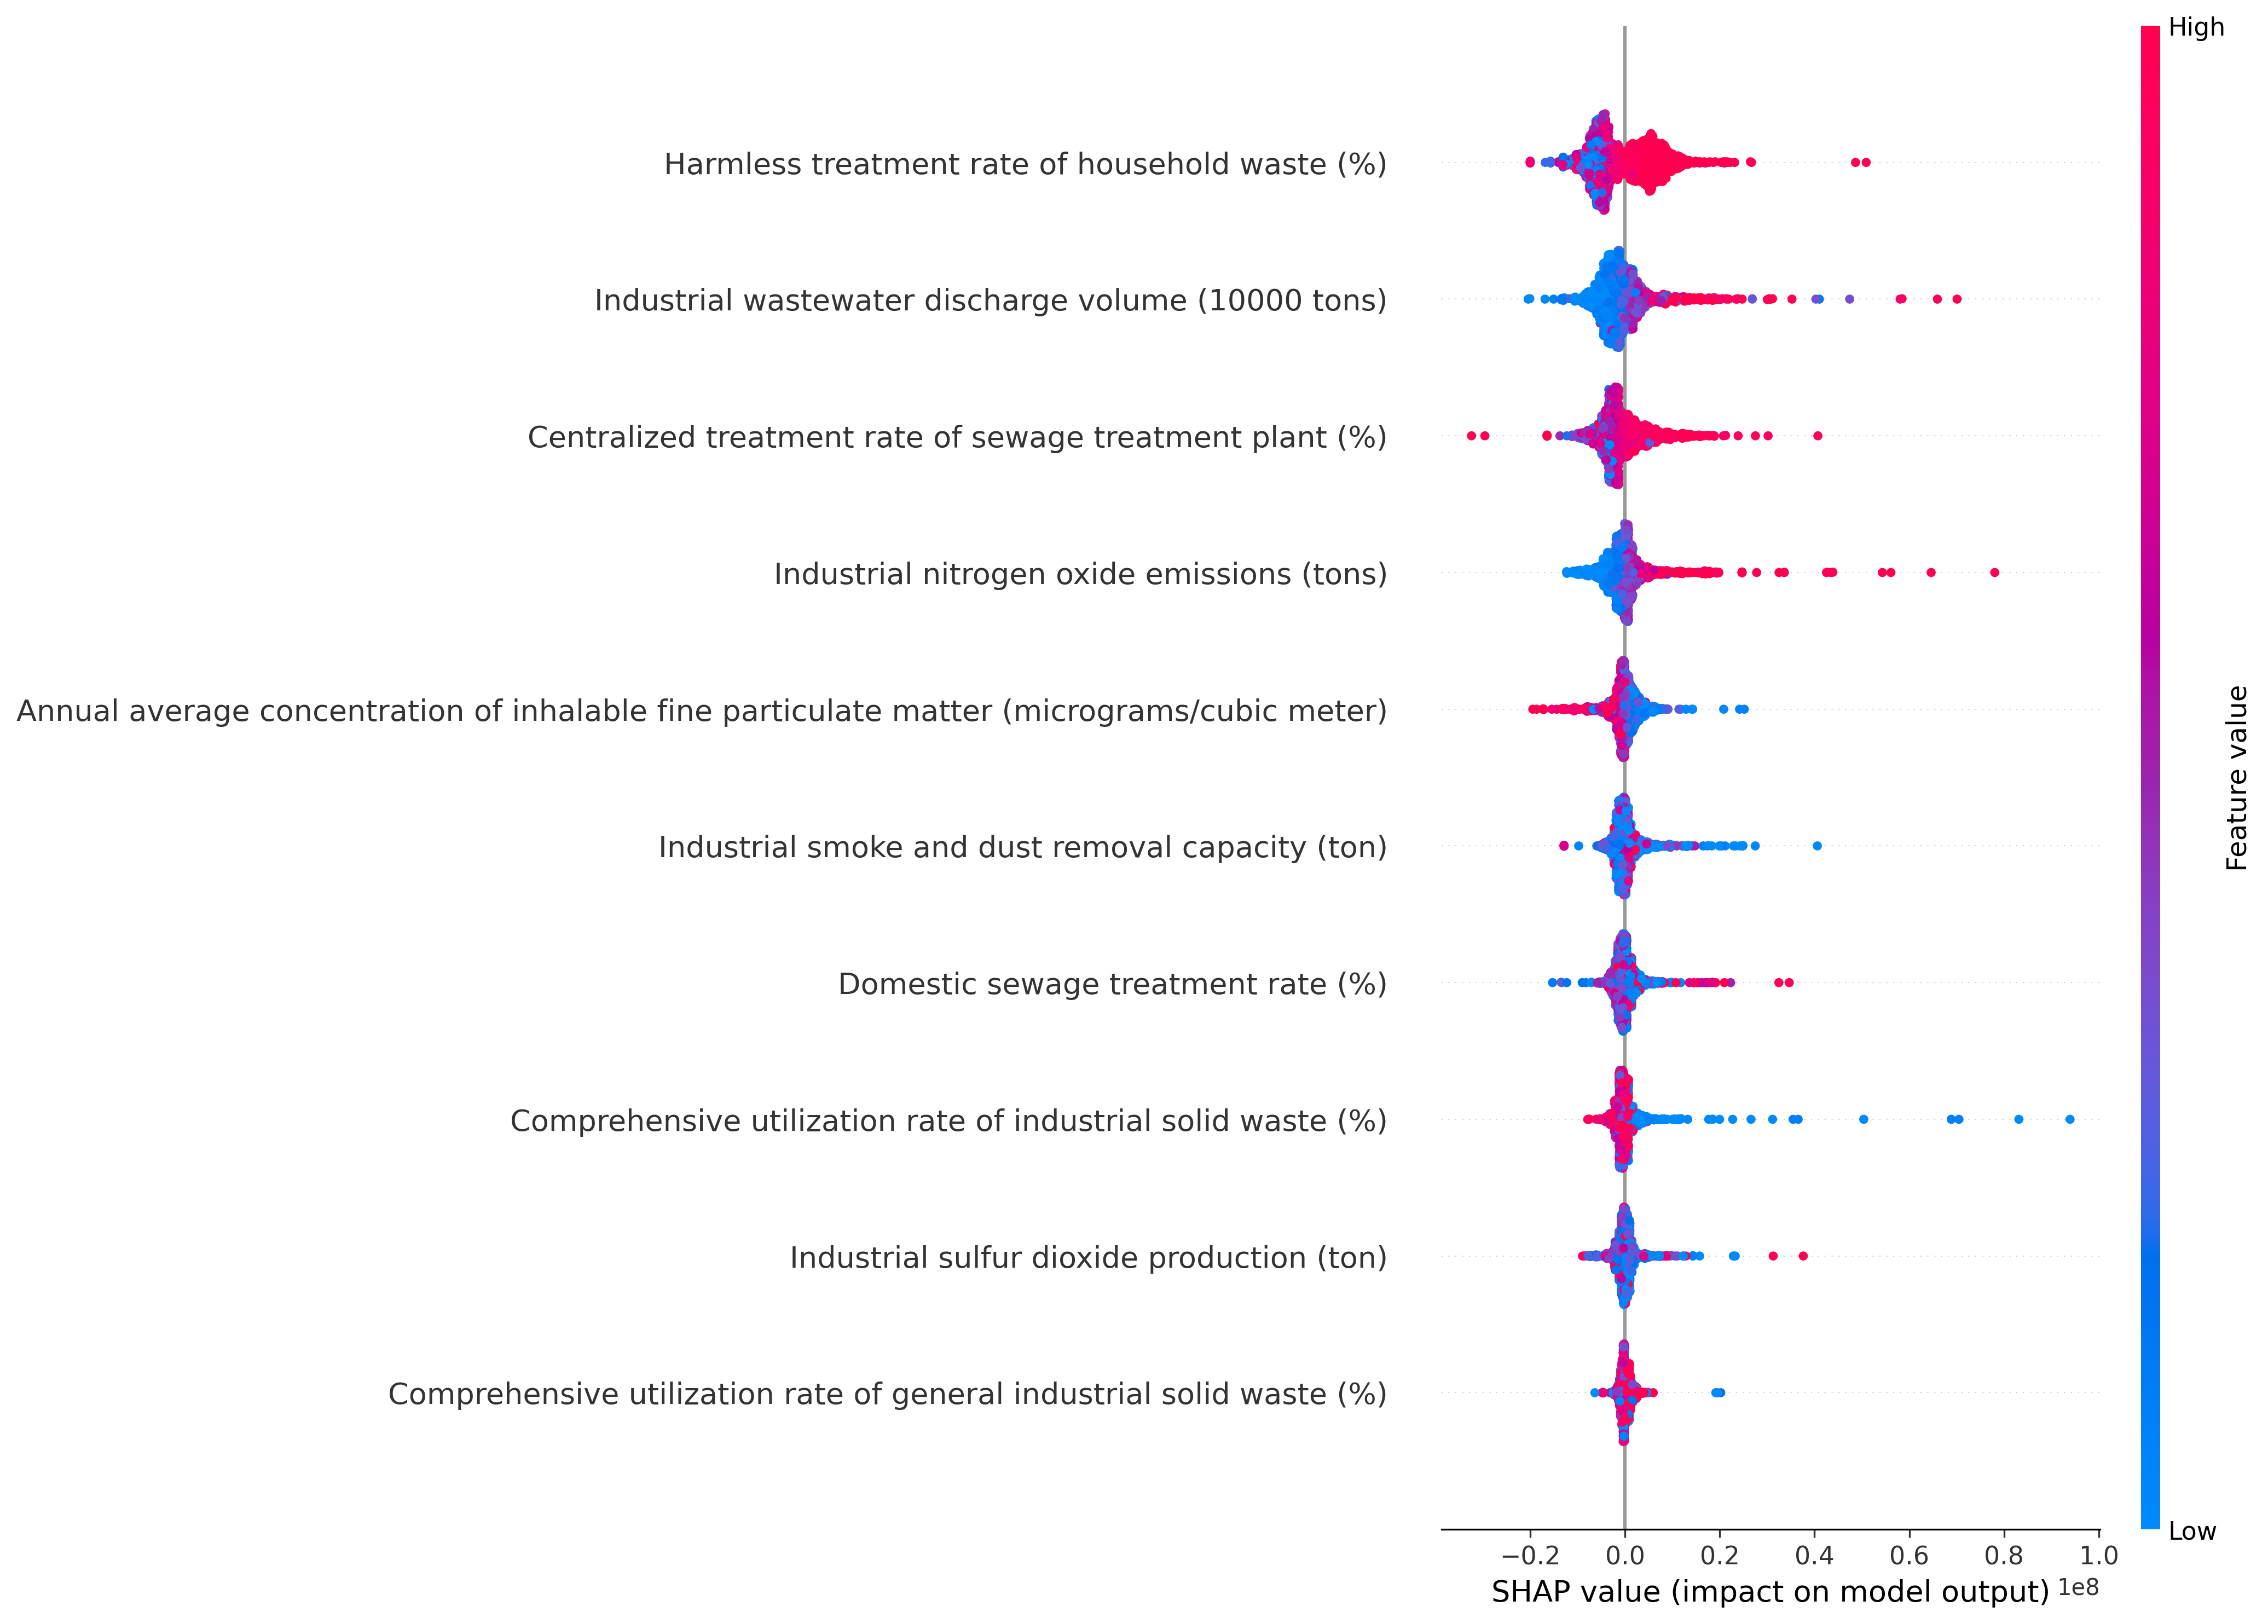 High
Harmless treatment rate of household waste (%)
Industrial wastewater discharge volume (10000 tons)
Centralized treatment rate of sewage treatment plant (%)
Industrial nitrogen oxide emissions (tons)
Annual average concentration of inhalable fine particulate matter (micrograms/cubic meter)
Industrial smoke and dust removal capacity (ton)
Domestic sewage treatment rate (%)
Comprehensive utilization rate of industrial solid waste (%)
Industrial sulfur dioxide production (ton)
Comprehensive utilization rate of general industrial solid waste (%)
Feature value
Low
−0.2 0.0 0.2 0.4 0.6 0.8 1.0
SHAP value (impact on model output) 1e8